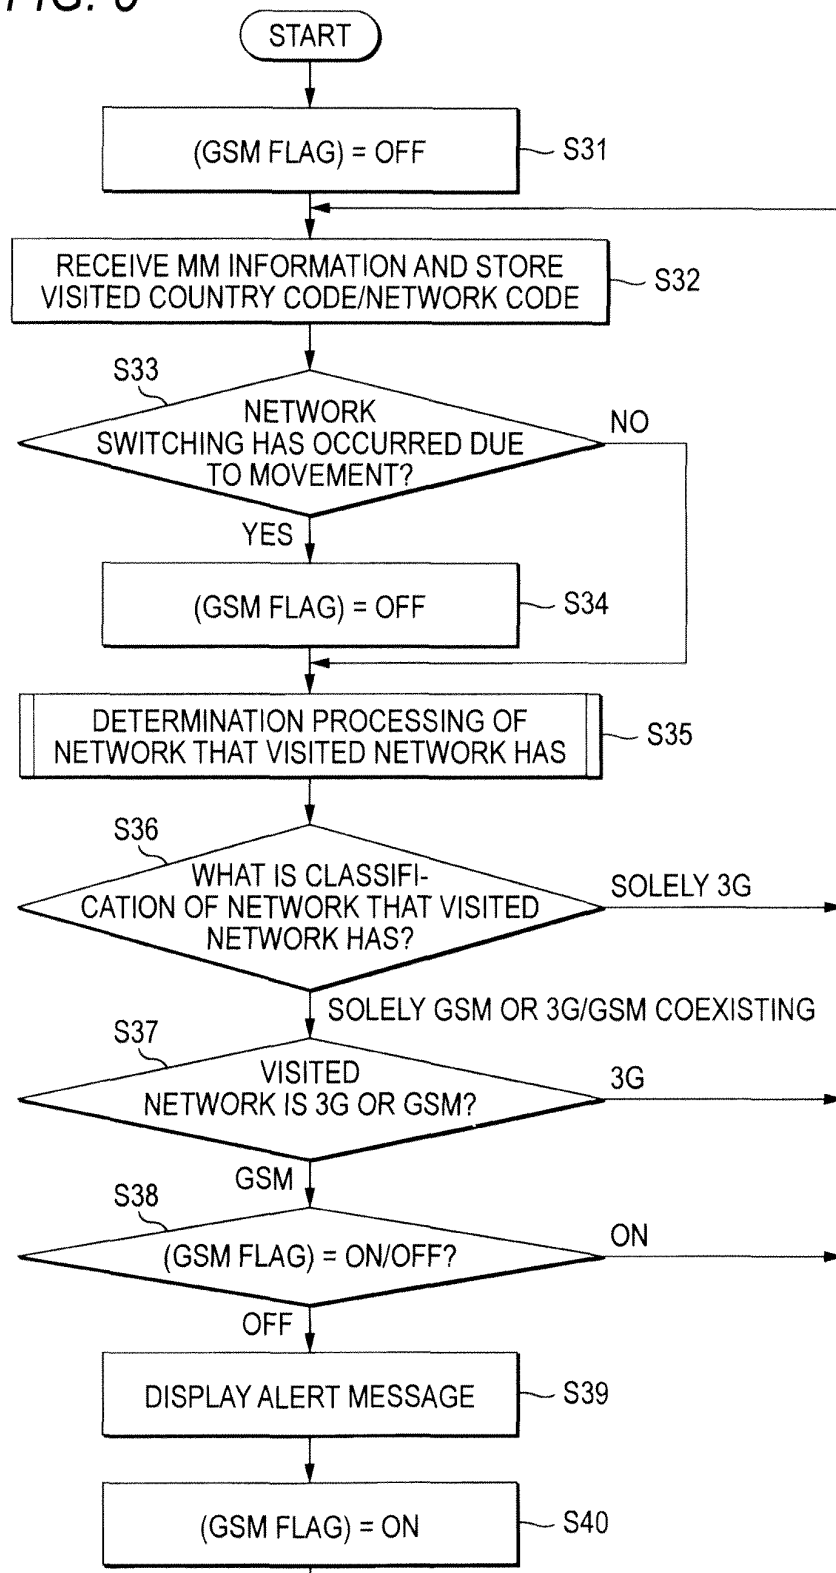 START
(GSM FLAG) = OFF
S31
RECEIVE MM INFORMATION AND STORE
VISITED COUNTRY CODE/NETWORK CODE
S32
S33
NETWORK
SWITCHING HAS OCCURRED DUE
TO MOVEMENT?
NO
YES
(GSM FLAG) = OFF
S34
DETERMINATION PROCESSING OF
NETWORK THAT VISITED NETWORK HAS
S35
S36
WHAT IS CLASSIFI-
CATION OF NETWORK THAT VISITED
NETWORK HAS?
SOLELY 3G
SOLELY GSM OR 3G/GSM COEXISTING
S37
VISITED
NETWORK IS 3G OR GSM?
3G
GSM
S38
(GSM FLAG) = ON/OFF?
ON
OFF
DISPLAY ALERT MESSAGE
S39
(GSM FLAG) = ON
S40